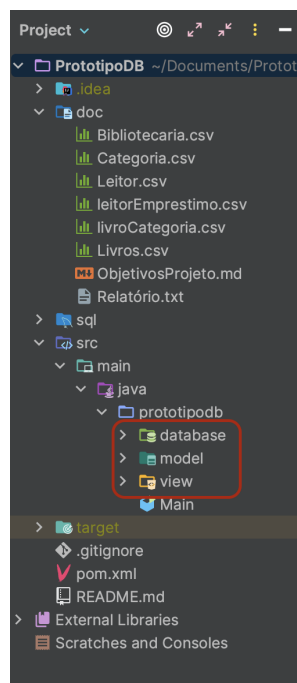 Project
PrototipoDB ~/Documents/Protot
.idea
doc
Bibliotecaria.csv
Categoria.csv
Leitor.csv
leitorEmprestimo.csv
livroCategoria.csv
Livros.csv
ObjetivosProjeto.md
Relatório.txt
sql
src
main
java
prototipodb
database
model
view
Main
target
.gitignore
pom.xml
README.md
External Libraries
Scratches and Consoles